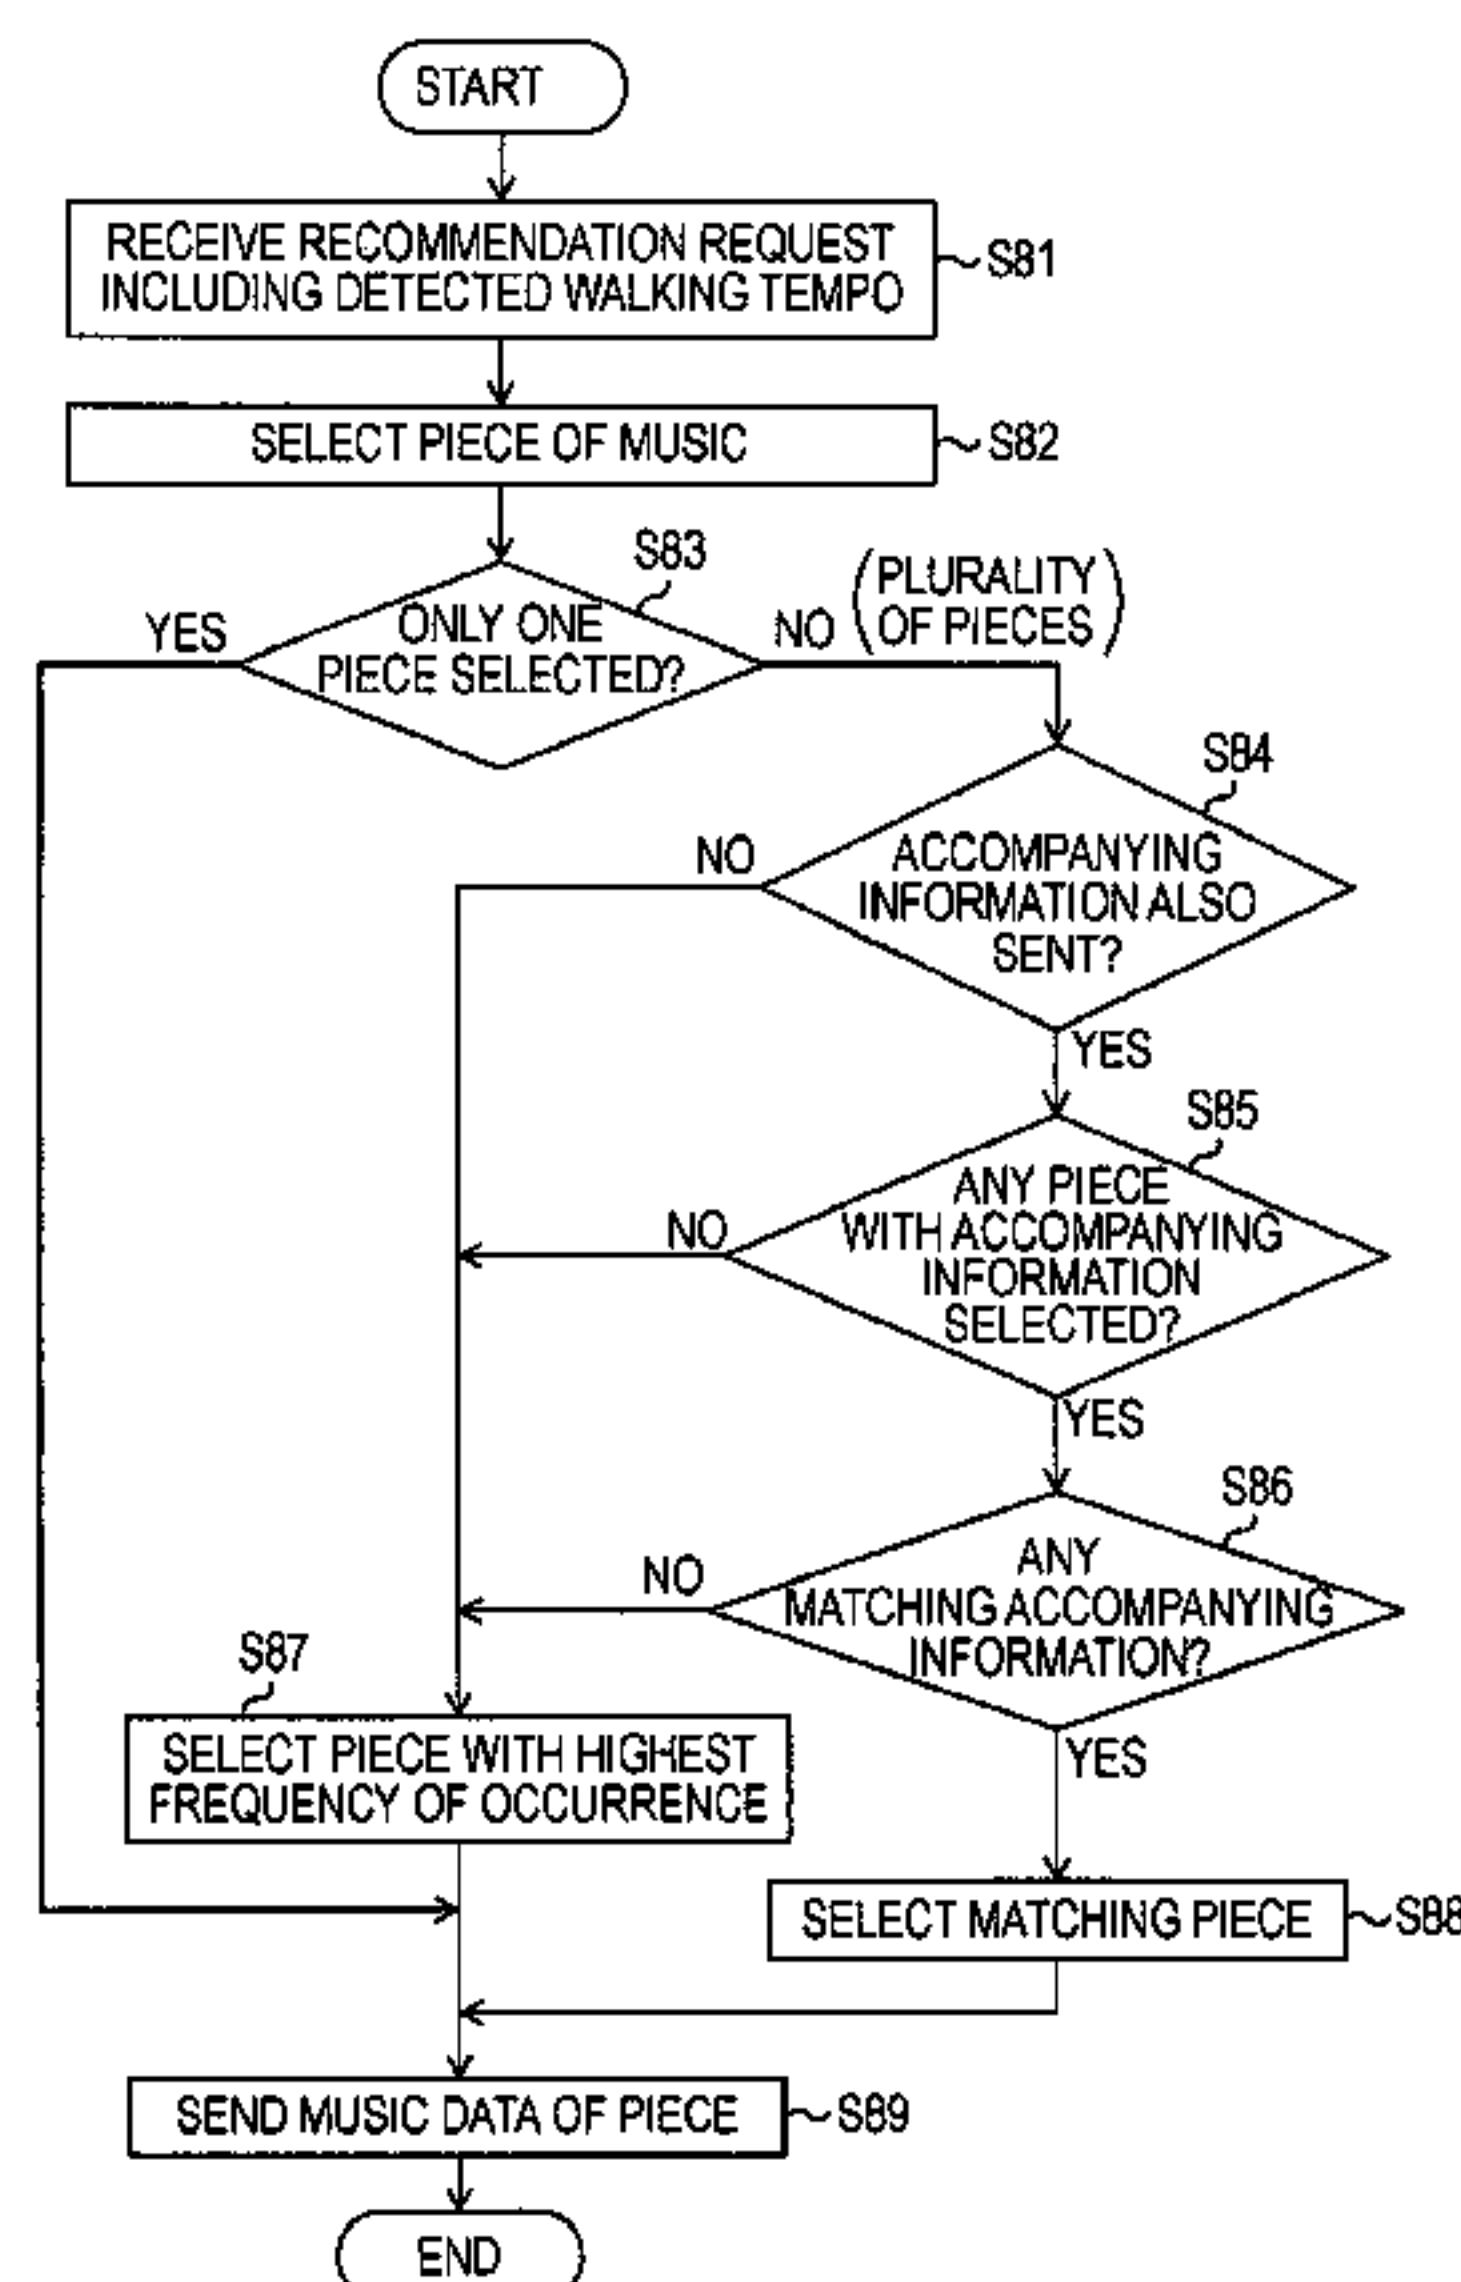 START
RECEIVE RECOMMENDATION REQUEST
INCLUDING DETECTED WALKING TEMPO
S81
SELECT PIECE OF MUSIC
S82
S83
ONLY ONE
PIECE SELECTED?
YES
NO
(PLURALITY
OF PIECES)
S84
ACCOMPANYING
INFORMATION ALSO
SENT?
NO
YES
S85
ANY PIECE
WITH ACCOMPANYING
INFORMATION
SELECTED?
NO
YES
S86
ANY
MATCHING ACCOMPANYING
INFORMATION?
NO
YES
S87
SELECT PIECE WITH HIGHEST
FREQUENCY OF OCCURRENCE
SELECT MATCHING PIECE
S88
SEND MUSIC DATA OF PIECE
S89
END